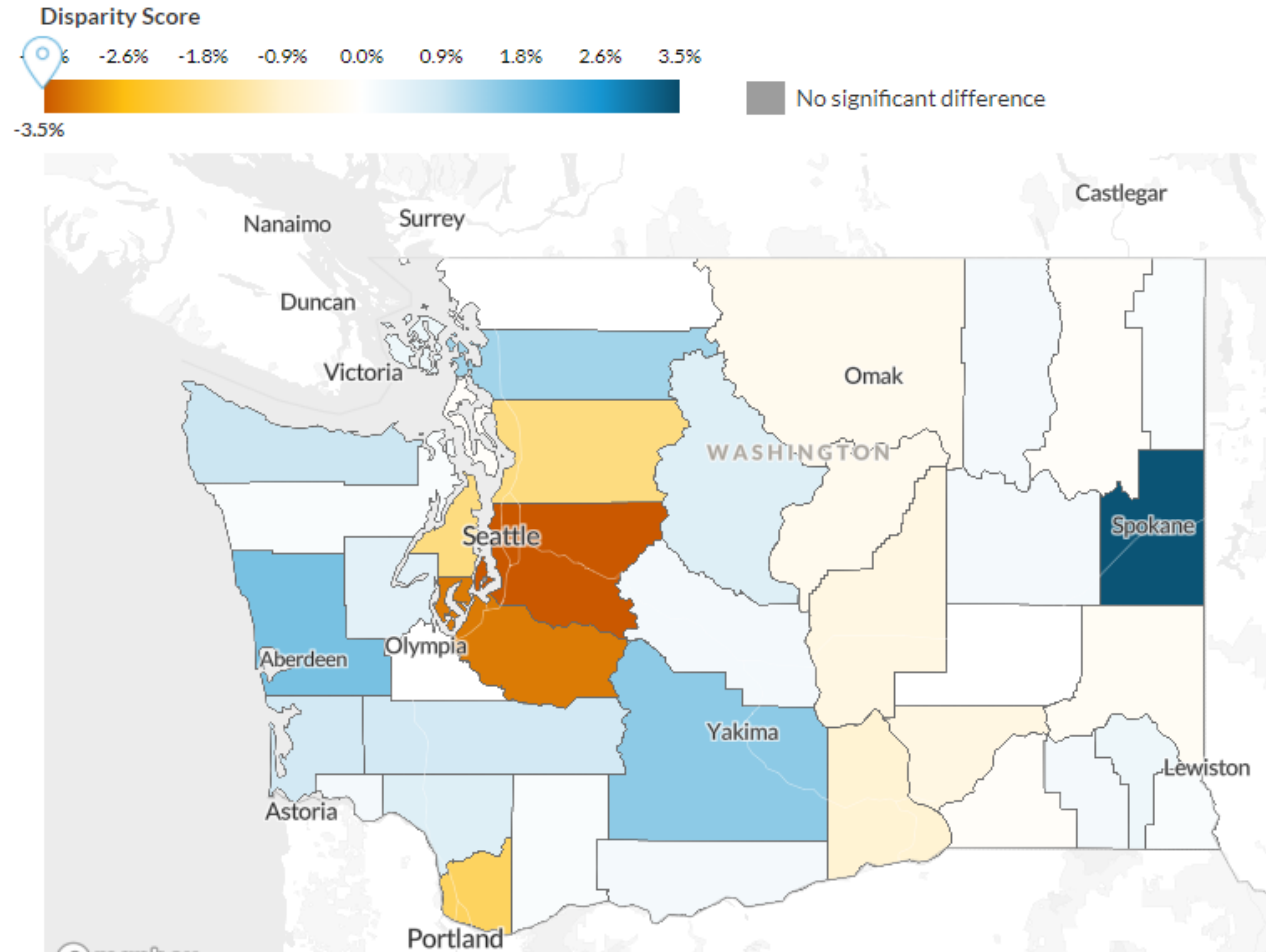 Disparity Score
-2.6% -1.8% -0.9% 0.0% 0.9% 1.8% 2.6% 3.5%
No significant difference
-3.5%
Castlegar
Nanaimo
Surrey
Duncan
Victoria
Omak
WASHINGTON
Seattle
Spokane
Olympia
Aberdeen
Yakima
Lewiston
Astoria
Portland